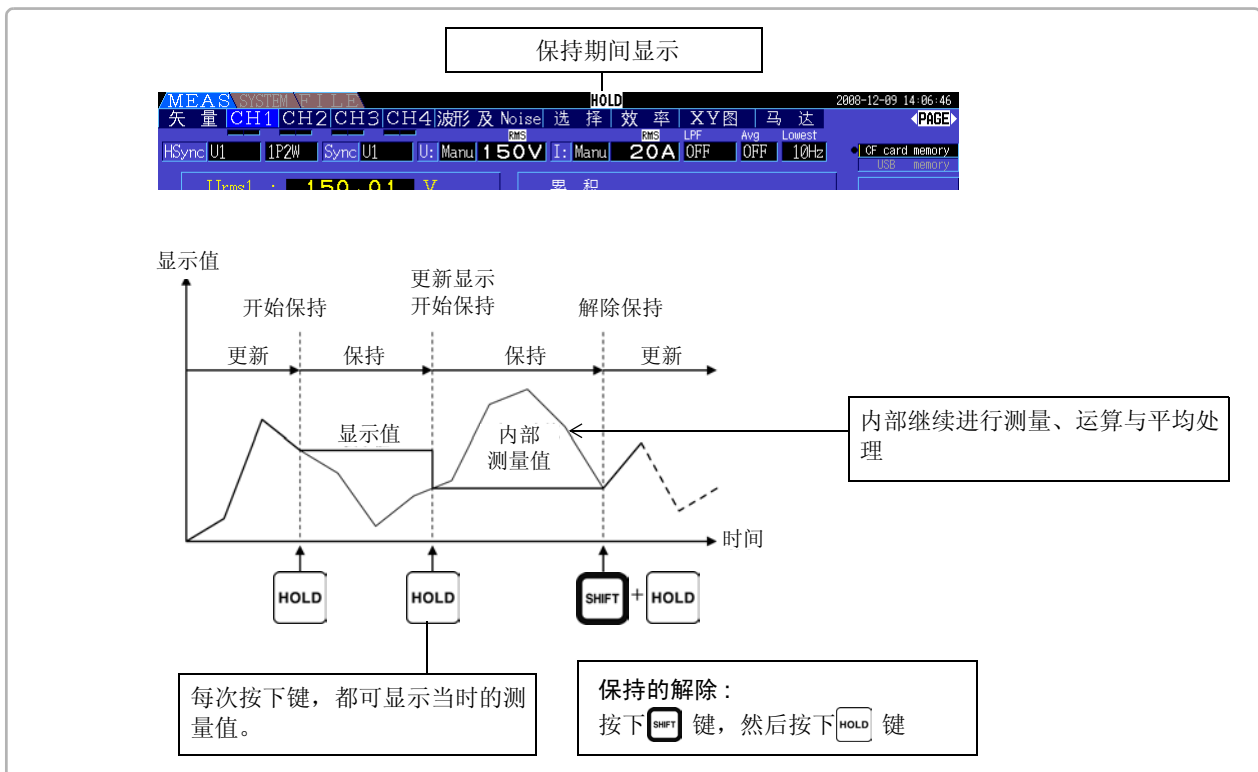 保持期间显示
MEAS SYSTEM FILE HOLD 2008-12-09 14:06:46
矢 量 CH1 CH2 CH3 CH4 波形 及 Noise 选 择 效 率 XY图 马 达 PAGE
RMS RMS LPF Avg Lowest
HSync U1 1P2W Sync U1 U: Manu 150V I: Manu 20A OFF OFF 10Hz CF card memory
USB memory
Urms1 : 150.01 V 累 积
显示值
更新显示
开始保持 开始保持 解除保持
更新 保持 保持 更新
显示值
内部
测量值
内部继续进行测量、运算与平均处
理
时间
HOLD HOLD SHIFT + HOLD
每次按下键，都可显示当时的测
量值。
保持的解除：
按下 SHIFT 键，然后按下 HOLD 键